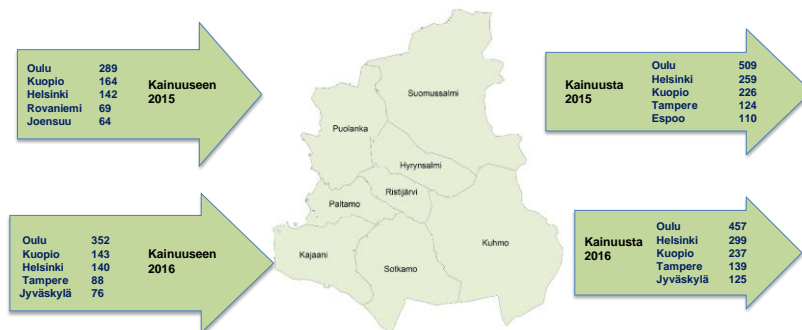 Oulu 289
Kuopio 164
Helsinki 142
Rovaniemi 69
Joensuu 64
Kainuuseen
2015
Oulu 509
Helsinki 259
Kuopio 226
Tampere 124
Espoo 110
Kainuusta
2015
Suomussalmi
Puolanka
Hyrynsalmi
Ristijärvi
Paltamo
Kajaani
Sotkamo
Kuhmo
Oulu 352
Kuopio 143
Helsinki 140
Tampere 88
Jyväskylä 76
Kainuuseen
2016
Kainuusta
2016
Oulu 457
Helsinki 299
Kuopio 237
Tampere 139
Jyväskylä 125